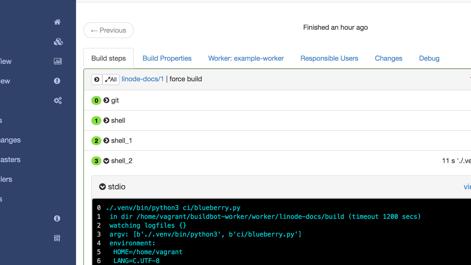 ← Previous
Finished an hour ago
Build steps
Build Properties
Worker: example-worker
Responsible Users
Changes
Debug
All linode-docs/1 | force build
0 git
1 shell
2 shell_1
3 shell_2 11 s './.ve
stdio vi
0 ./.venv/bin/python3 ci/blueberry.py
1 in dir /home/vagrant/buildbot-worker/worker/linode-docs/build (timeout 1200 secs)
2 watching logfiles {}
3 argv: [b'./.venv/bin/python3', b'ci/blueberry.py']
4 environment:
5 HOME=/home/vagrant
6 LANG=C.UTF-8
iew
ew
s
anges
asters
lers
s